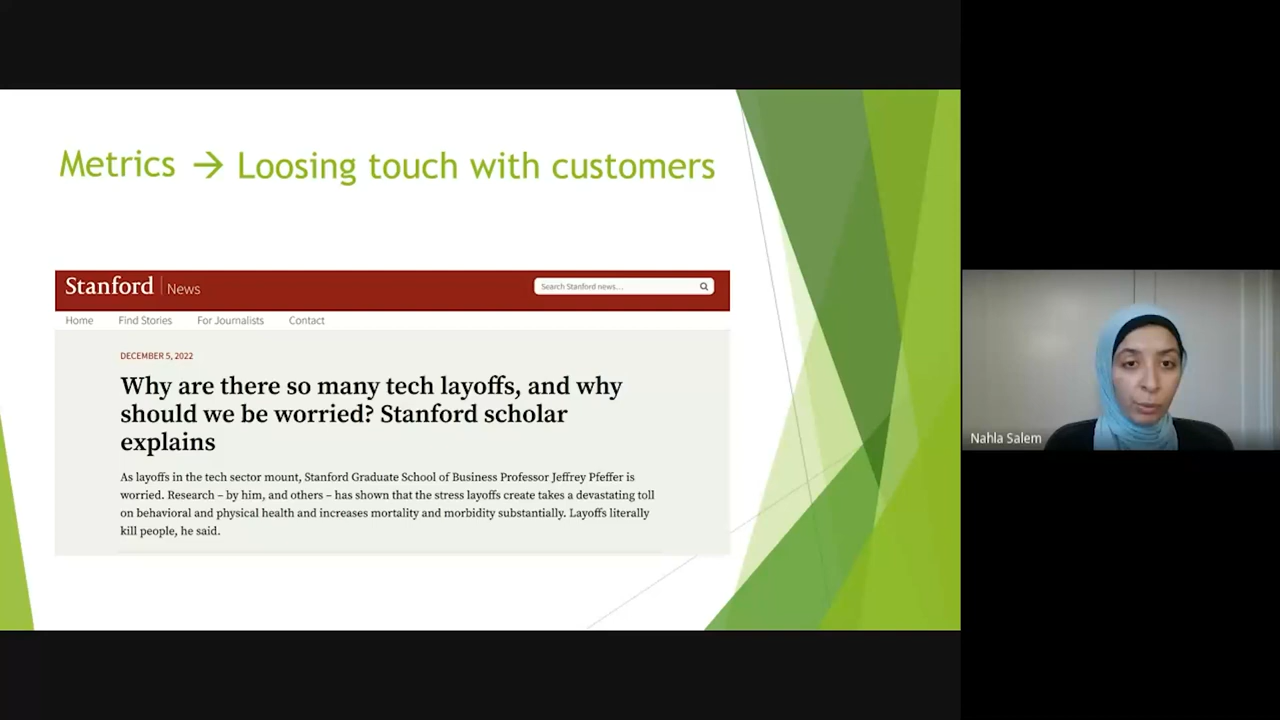 Metrics → Loosing touch with customers
Stanford | News
Search Stanford news...
Home Find Stories For Journalists Contact
DECEMBER 5, 2022
Why are there so many tech layoffs, and why
should we be worried? Stanford scholar
explains
As layoffs in the tech sector mount, Stanford Graduate School of Business Professor Jeffrey Pfeffer is
worried. Research – by him, and others – has shown that the stress layoffs create takes a devastating toll
on behavioral and physical health and increases mortality and morbidity substantially. Layoffs literally
kill people, he said.
Nahla Salem